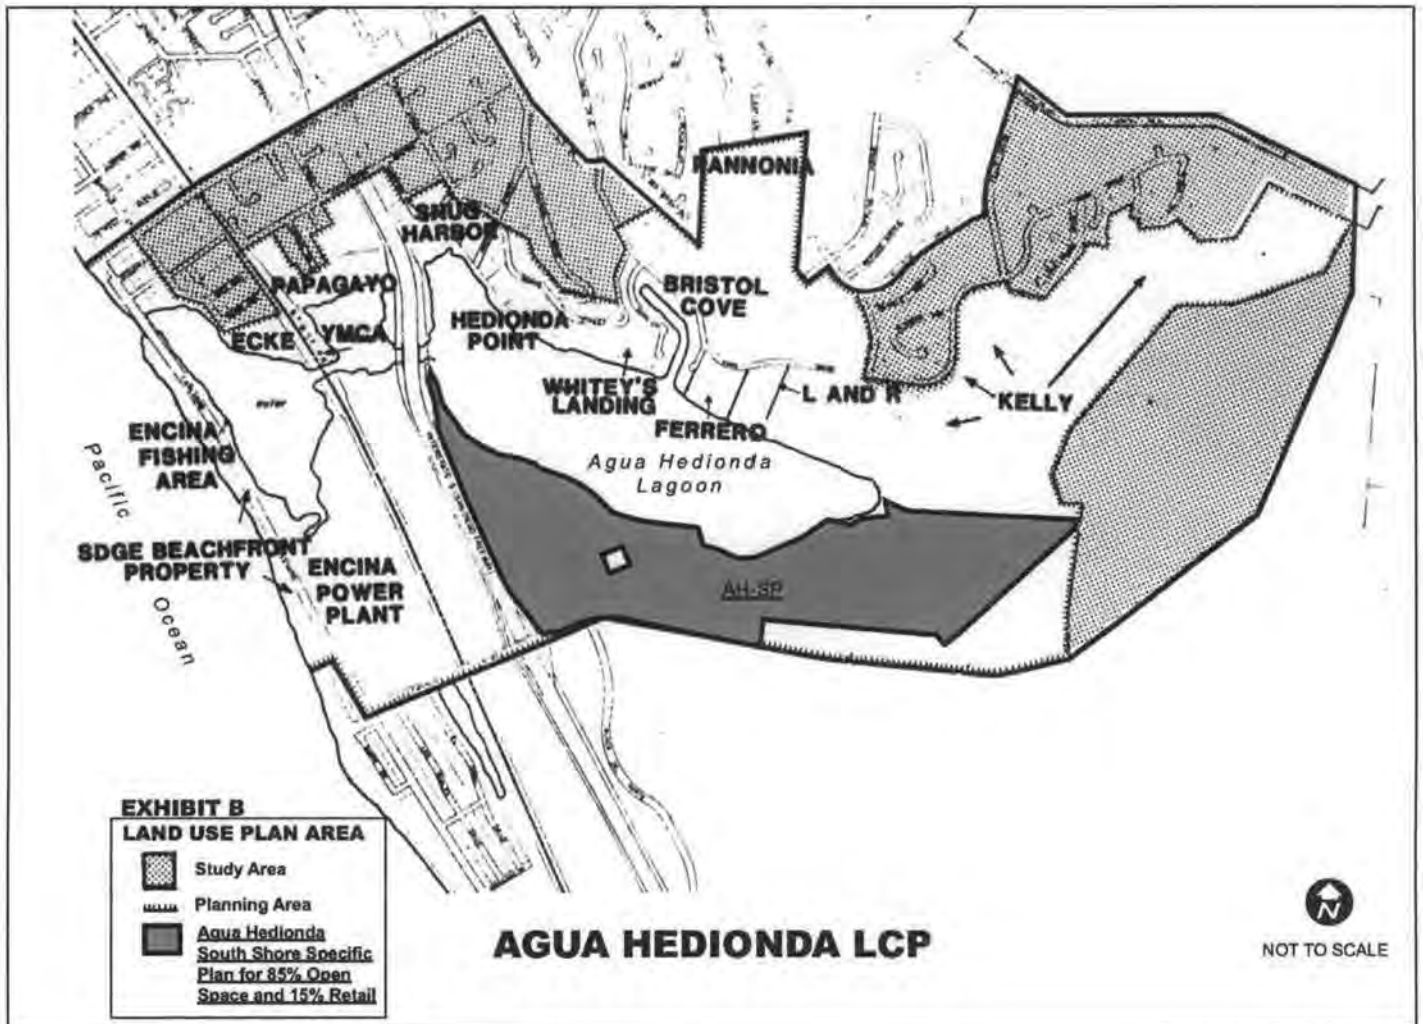 PANNONIA
SNUG
HARBOR
PAPAGAYO
BRISTOL
COVE
ECKE
YMCA
HEDIONDA
POINT
WHITEY'S
LANDING
L AND R
KELLY
FERRERO
outer
ENCINA
FISHING
AREA
Agua Hedionda
Lagoon
Pacific
Ocean
SDGE BEACHFRONT
PROPERTY
ENCINA
POWER
PLANT
AH-SP
EXHIBIT B
LAND USE PLAN AREA
Study Area
Planning Area
Agua Hedionda
South Shore Specific
Plan for 85% Open
Space and 15% Retail
AGUA HEDIONDA LCP
N
NOT TO SCALE